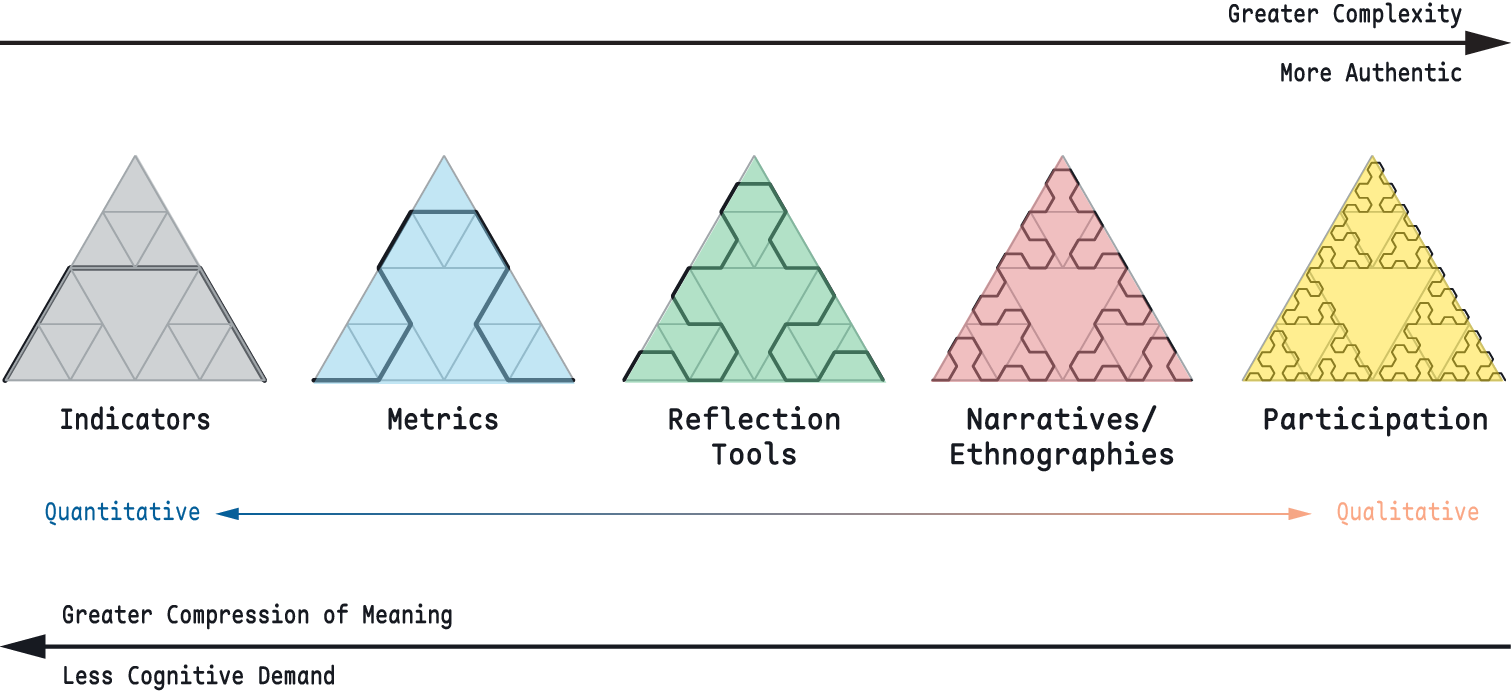 Greater Complexity
More Authentic
Indicators
Metrics
Reflection
Tools
Narratives/
Ethnographies
Participation
Quantitative
Qualitative
Greater Compression of Meaning
Less Cognitive Demand